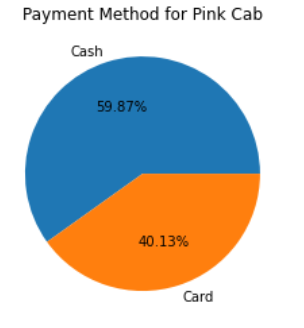 Payment Method for Pink Cab
Cash
59.87%
40.13%
Card